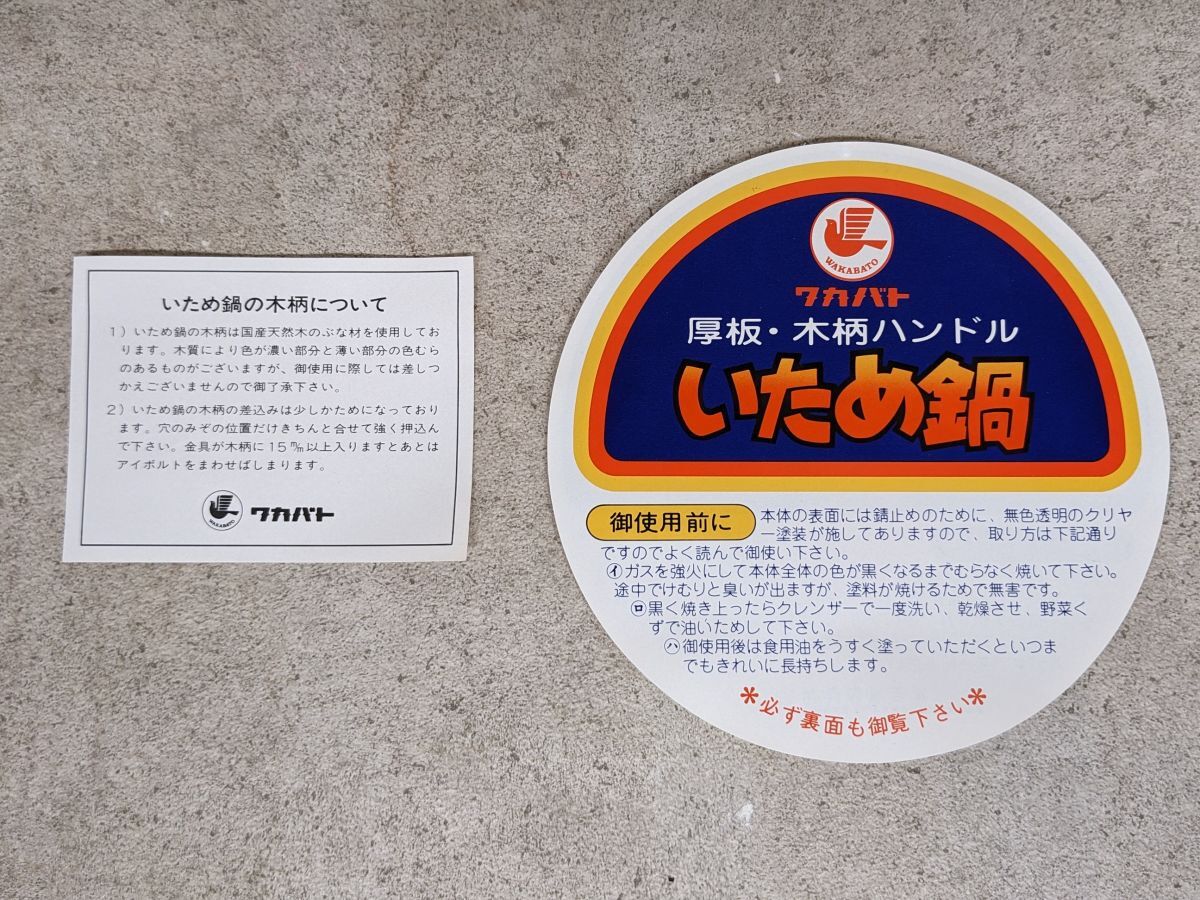 いため鍋の木柄について
1）いため鍋の木柄は国産天然木のぶな材を使用してお
ります。木質により色が濃い部分と薄い部分の色むら
のあるものがございますが、御使用に際しては差しつ
かえございませんので御了承下さい。
2）いため鍋の木柄の差込みは少しかためになっており
ます。穴のみぞの位置だけきちんと合せて強く押込ん
で下さい。金具が木柄に15㎜以上入りますとあとは
アイボルトをまわせばしまります。
WAKABATO
ワカバト
WAKABATO
ワカバト
厚板・木柄ハンドル
いため鍋
御使用前に
本体の表面には錆止めのために、無色透明のクリヤ
ー塗装が施してありますので、取り方は下記通り
ですのでよく読んで御使い下さい。
㋑ガスを強火にして本体全体の色が黒くなるまでむらなく焼いて下さい。
途中でけむりと臭いが出ますが、塗料が焼けるためで無害です。
㋺黒く焼き上ったらクレンザーで一度洗い、乾燥させ、野菜く
ずで油いためして下さい。
㋩御使用後は食用油をうすく塗っていただくといつま
でもきれいに長持ちします。
*必ず裏面も御覧下さい*